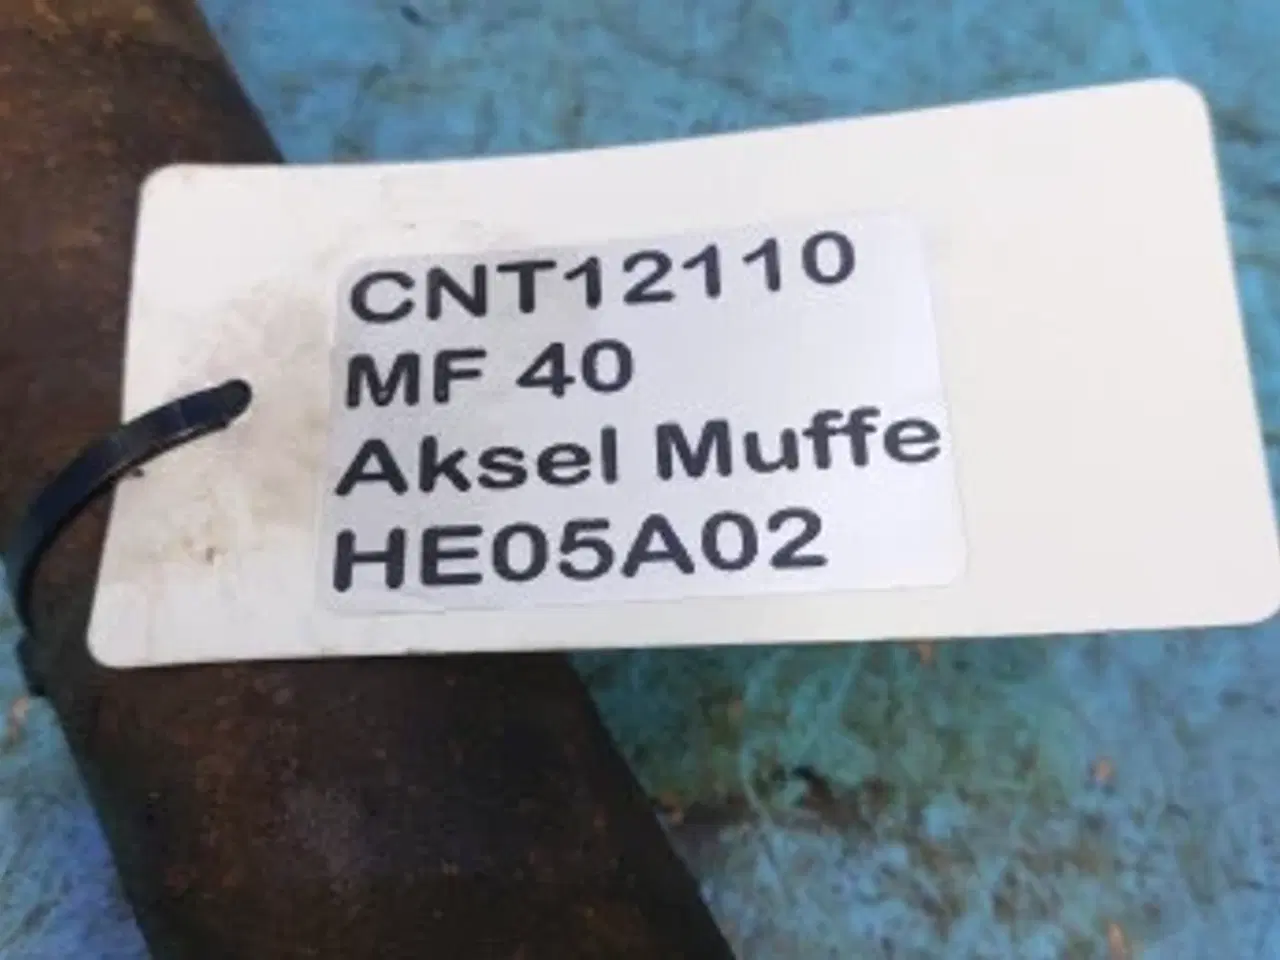 CNT12110
MF 40
Aksel Muffe
HE05A02